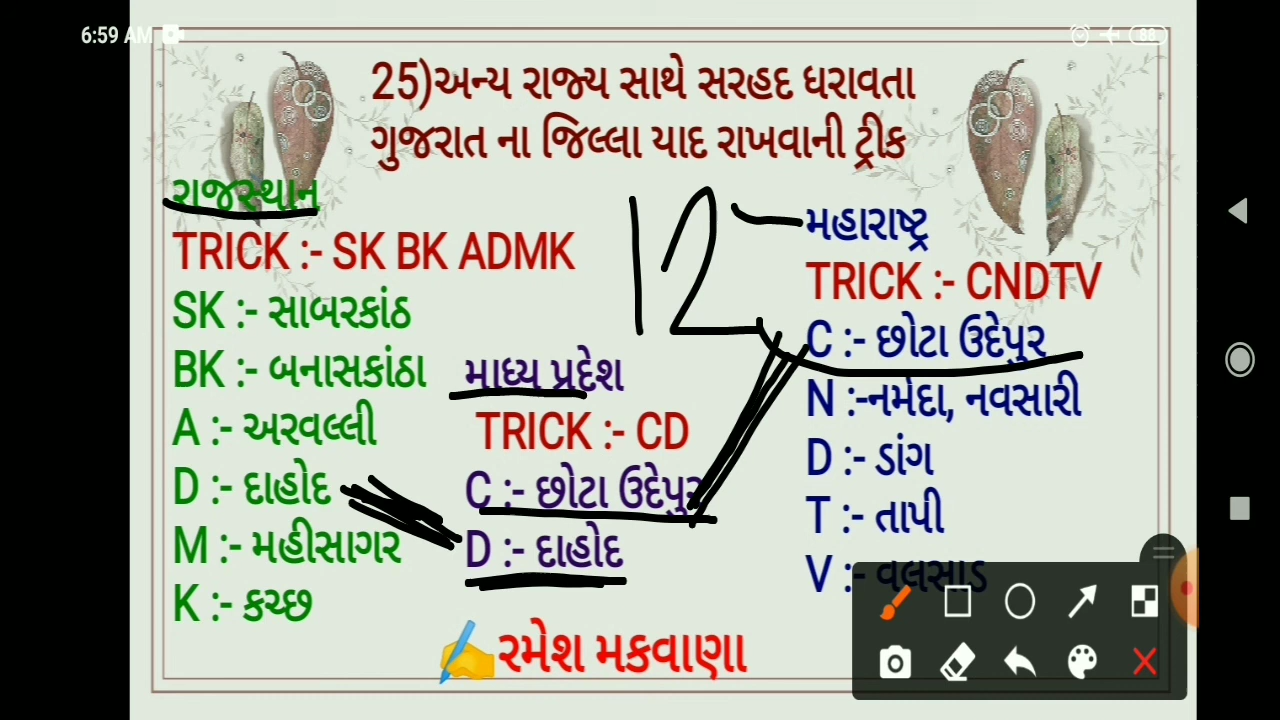 6:59 AM
88
25)અન્ય રાજ્ય સાથે સરહદ ધરાવતા
ગુજરાત ના જિલ્લા યાદ રાખવાની ટ્રીક
રાજસ્થાન
TRICK :- SK BK ADMK
SK :- સાબરકાંઠ
BK :- બનાસકાંઠા
A :- અરવલ્લી
D :- દાહોદ
M :- મહીસાગર
K :- કચ્છ
12
માધ્ય પ્રદેશ
TRICK :- CD
C :- છોટા ઉદેપુર
D :- દાહોદ
મહારાષ્ટ્ર
TRICK :- CNDTV
C :- છોટા ઉદેપુર
N :-નર્મદા, નવસારી
D :- ડાંગ
T :- તાપી
V :- વલસાડ
✍રમેશ મકવાણા